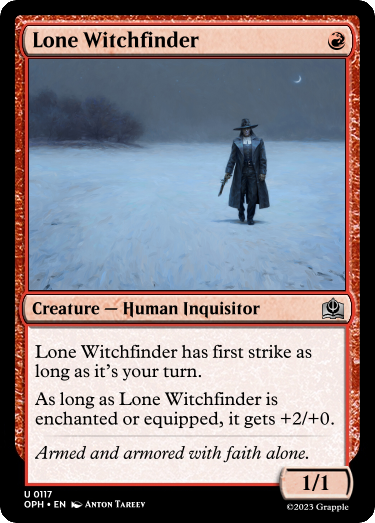 Lone Witchfinder
Creature — Human Inquisitor
Lone Witchfinder has first strike as
long as it's your turn.
As long as Lone Witchfinder is
enchanted or equipped, it gets +2/+0.
Armed and armored with faith alone.
1/1
U 0117
OPH • EN Anton Tareev
©2023 Grapple